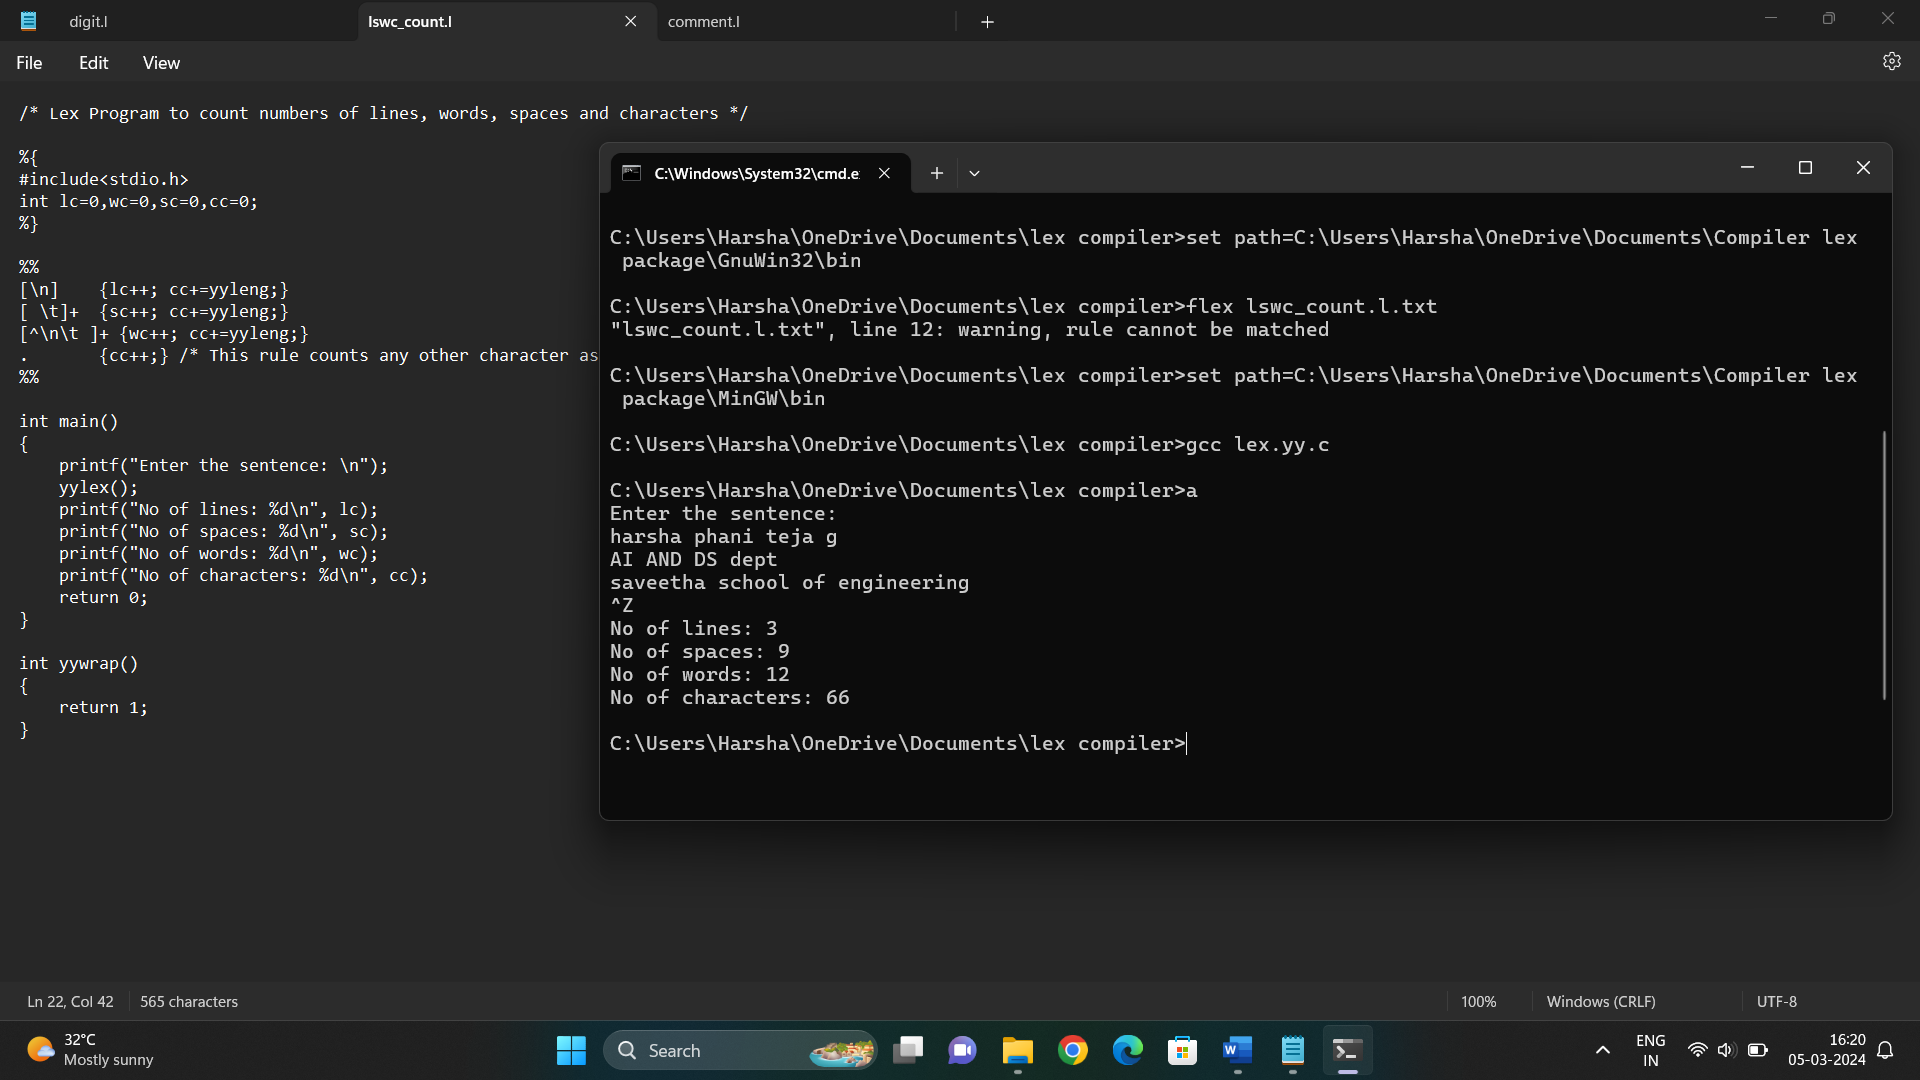 digit.l
lswc_count.l
comment.l
File
Edit
View
/* Lex Program to count numbers of lines, words, spaces and characters */
%{
#include<stdio.h>
int lc=0,wc=0,sc=0,cc=0;
%}
%%
[\n]    {lc++; cc+=yyleng;}
[ \t]+  {sc++; cc+=yyleng;}
[^\n\t ]+ {wc++; cc+=yyleng;}
.       {cc++;} /* This rule counts any other character as
%%
int main()
{
    printf("Enter the sentence: \n");
    yylex();
    printf("No of lines: %d\n", lc);
    printf("No of spaces: %d\n", sc);
    printf("No of words: %d\n", wc);
    printf("No of characters: %d\n", cc);
    return 0;
}
int yywrap()
{
    return 1;
}
C:\Windows\System32\cmd.e
C:\Users\Harsha\OneDrive\Documents\lex compiler>set path=C:\Users\Harsha\OneDrive\Documents\Compiler lex
 package\GnuWin32\bin
C:\Users\Harsha\OneDrive\Documents\lex compiler>flex lswc_count.l.txt
"lswc_count.l.txt", line 12: warning, rule cannot be matched
C:\Users\Harsha\OneDrive\Documents\lex compiler>set path=C:\Users\Harsha\OneDrive\Documents\Compiler lex
 package\MinGW\bin
C:\Users\Harsha\OneDrive\Documents\lex compiler>gcc lex.yy.c
C:\Users\Harsha\OneDrive\Documents\lex compiler>a
Enter the sentence:
harsha phani teja g
AI AND DS dept
saveetha school of engineering
^Z
No of lines: 3
No of spaces: 9
No of words: 12
No of characters: 66
C:\Users\Harsha\OneDrive\Documents\lex compiler>
Ln 22, Col 42
565 characters
100%
Windows (CRLF)
UTF-8
32°C
Mostly sunny
Search
ENG
IN
16:20
05-03-2024